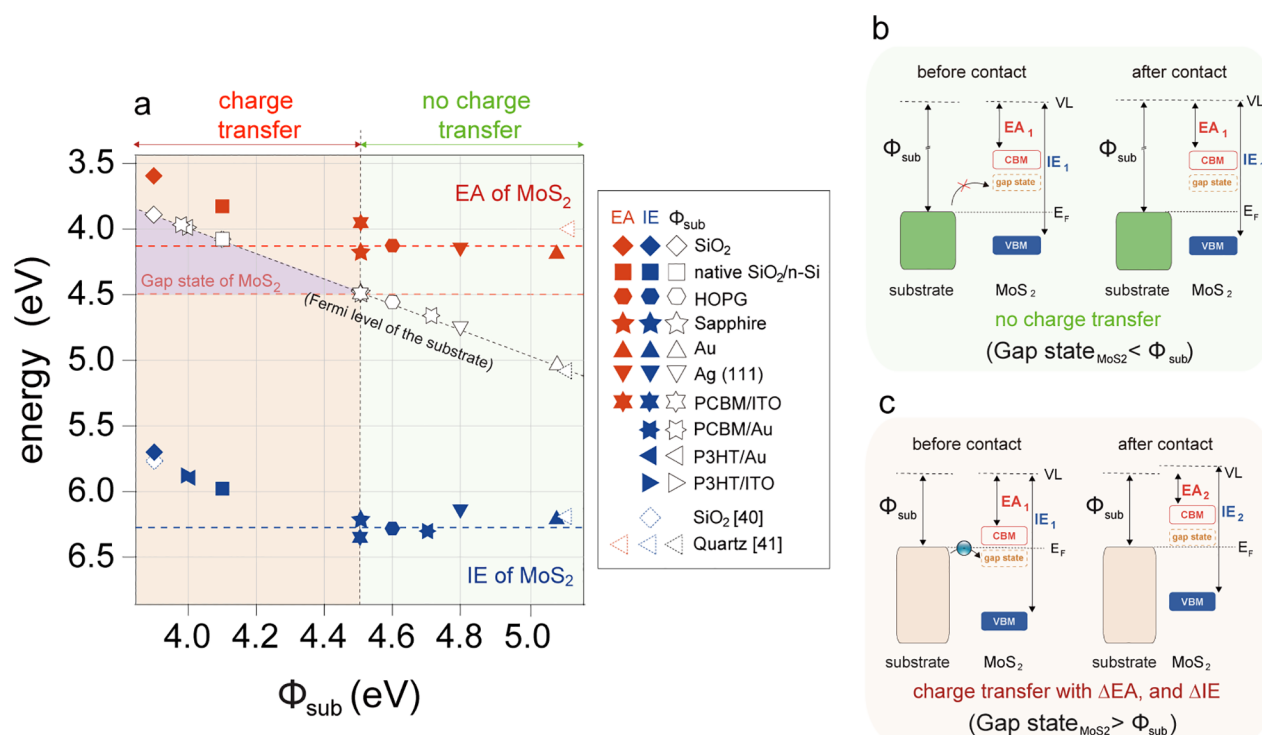 a
charge
transfer
no charge
transfer
3.5
4.0
4.5
5.0
5.5
6.0
6.5
energy (eV)
EA of MoS₂
Gap state of MoS₂
(Fermi level of the substrate)
IE of MoS₂
4.0 4.2 4.4 4.6 4.8 5.0
Φsub (eV)
EA IE Φsub
SiO₂
native SiO₂/n-Si
HOPG
Sapphire
Au
Ag (111)
PCBM/ITO
PCBM/Au
P3HT/Au
P3HT/ITO
SiO₂ [40]
Quartz [41]
b
before contact
after contact
VL
EA₁
EA₁
Φsub
IE₁
Φsub
IE
CBM
CBM
gap state
gap state
EF
VBM
VBM
substrate
MoS₂
substrate
MoS₂
no charge transfer
(Gap stateMoS2< Φsub)
c
before contact
after contact
VL
VL
Φsub
EA₁
IE₁
Φsub
EA₂
IE₂
CBM
CBM
gap state
gap state
EF
EF
VBM
VBM
substrate
MoS₂
substrate
MoS₂
charge transfer with ΔEA, and ΔIE
(Gap stateMoS2> Φsub)